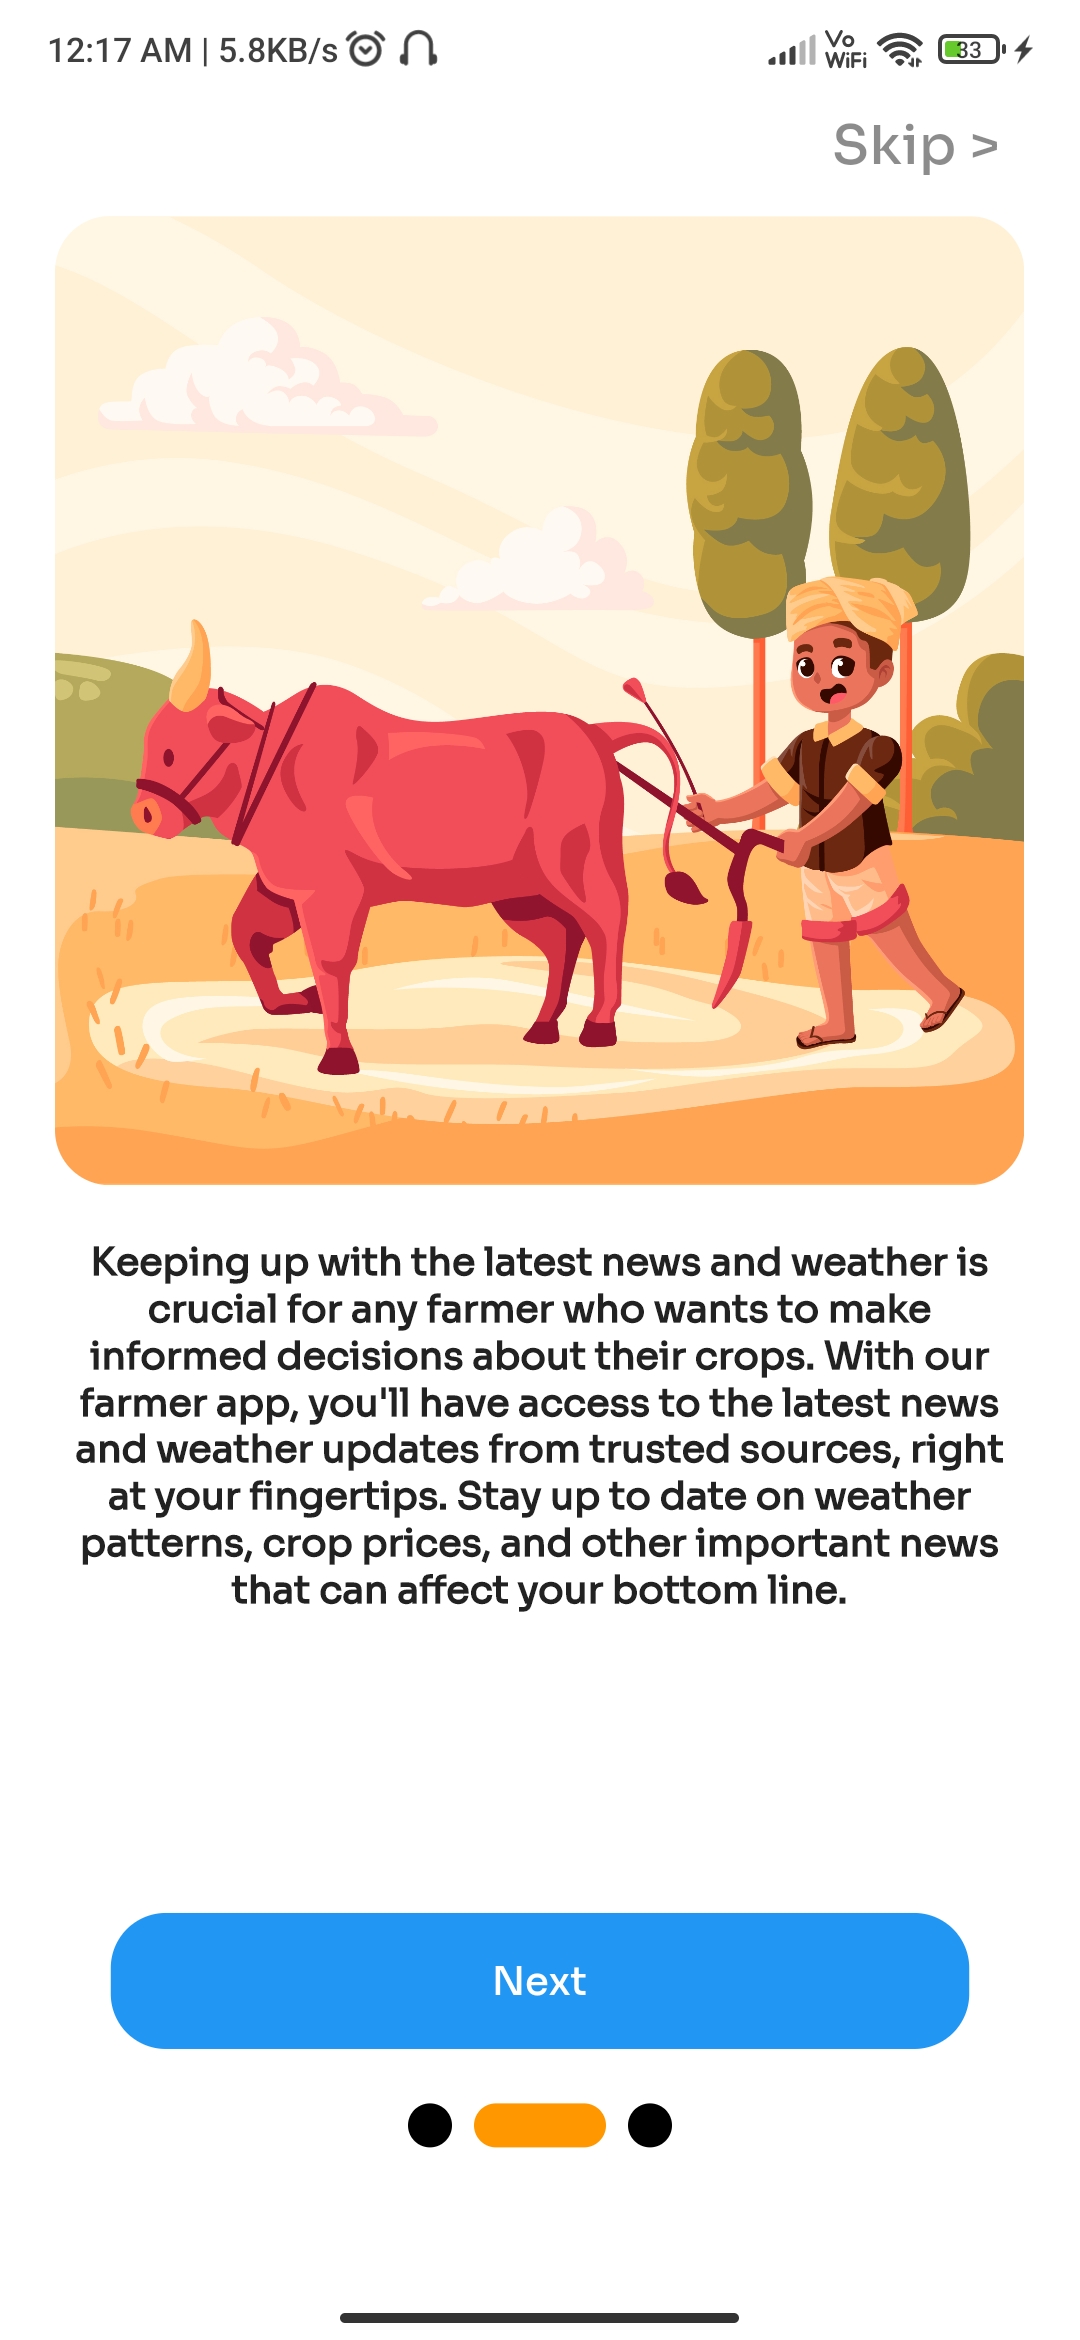 12:17 AM | 5.8KB/s
Vo
WiFi
33
Skip >
Keeping up with the latest news and weather is
crucial for any farmer who wants to make
informed decisions about their crops. With our
farmer app, you'll have access to the latest news
and weather updates from trusted sources, right
at your fingertips. Stay up to date on weather
patterns, crop prices, and other important news
that can affect your bottom line.
Next